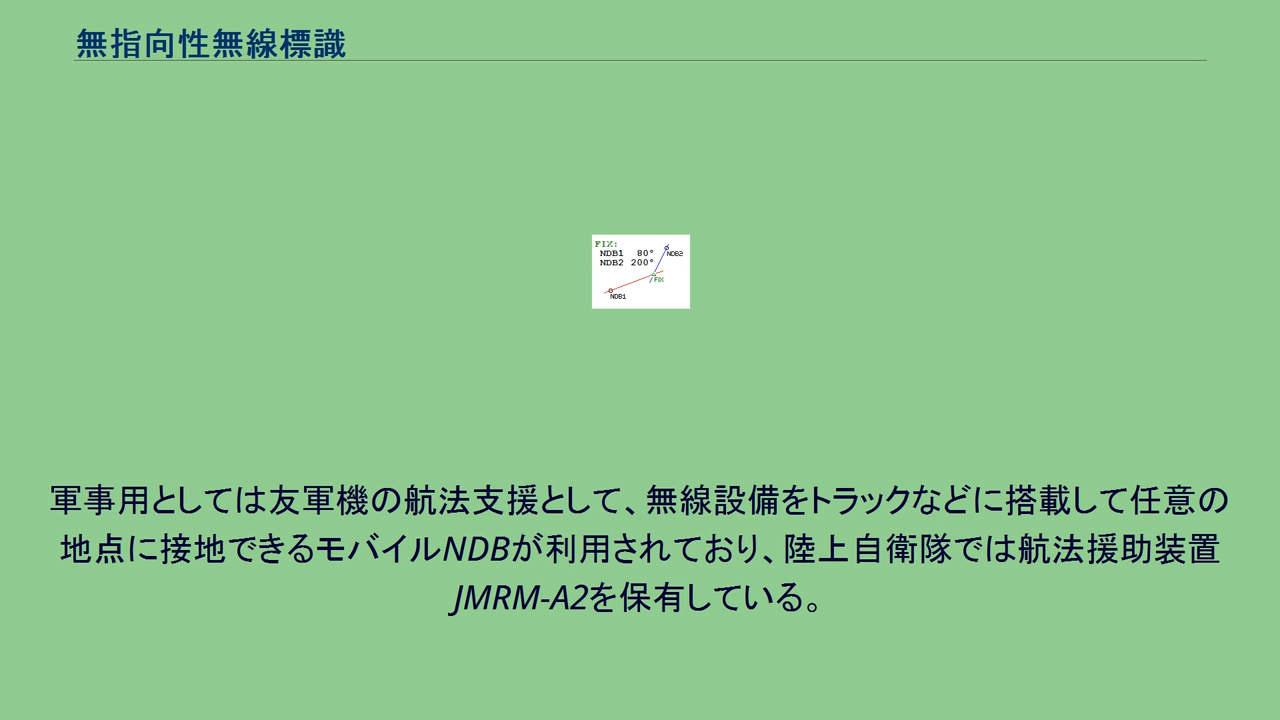 無指向性無線標識
FIX:
NDB1 80°
NDB2 200°
NDB2
FIX
NDB1
軍事用としては友軍機の航法支援として、無線設備をトラックなどに搭載して任意の
地点に接地できるモバイルNDBが利用されており、陸上自衛隊では航法援助装置
JMRM-A2を保有している。